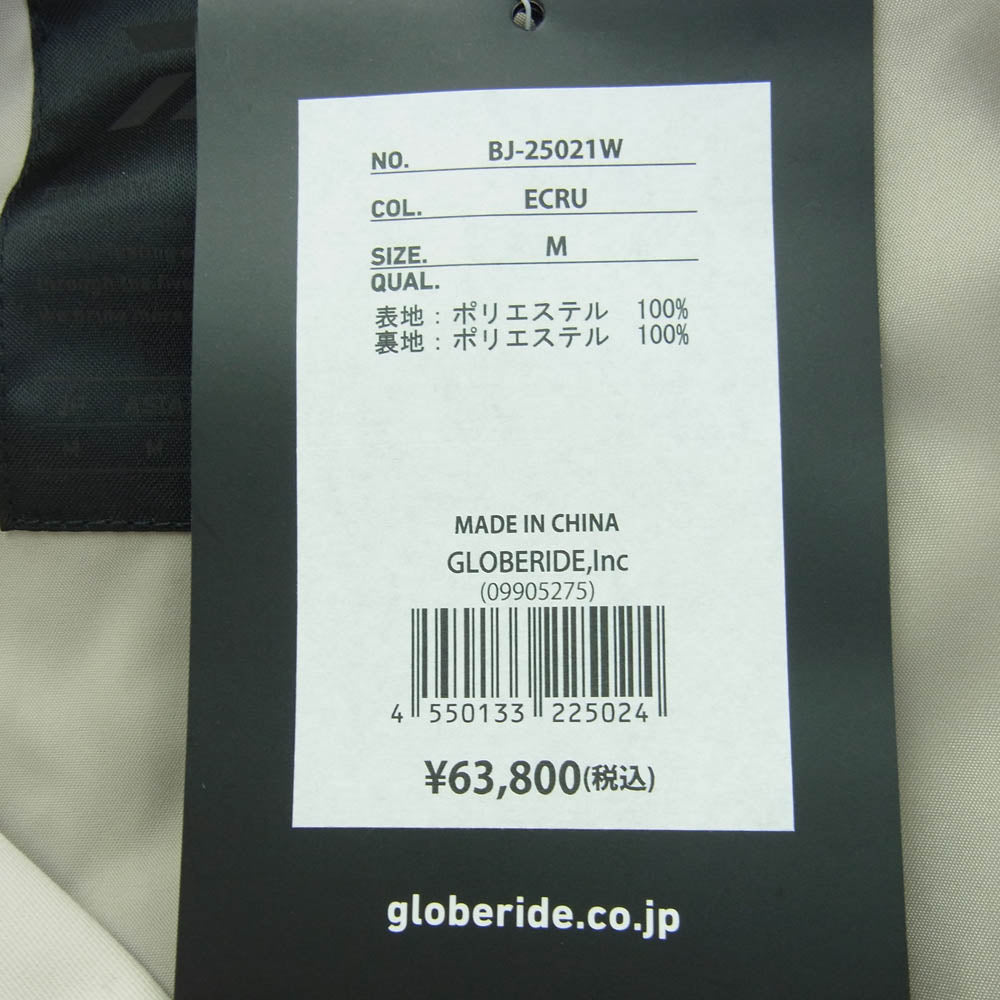 NO. BJ-25021W
COL. ECRU
SIZE. M
QUAL.
表地：ポリエステル 100%
裏地：ポリエステル 100%
MADE IN CHINA
GLOBERIDE,Inc
(09905275)
4 550133 225024
¥63,800(税込)
globeride.co.jp